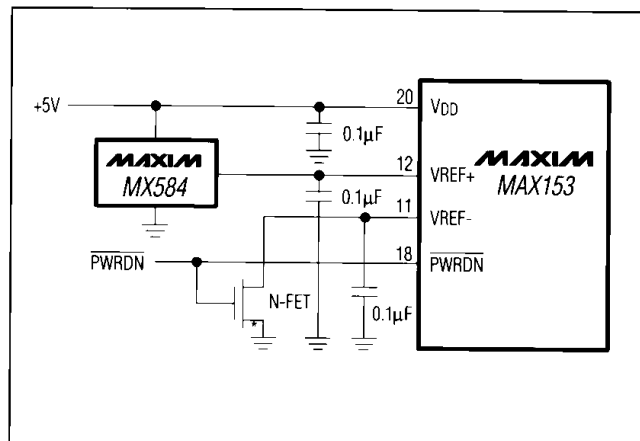 +5V
20
VDD
0.1µF
MAXIM
MX584
12
VREF+
MAXIM
MAX153
0.1µF
11
VREF-
PWRDN
18
PWRDN
N-FET
0.1µF